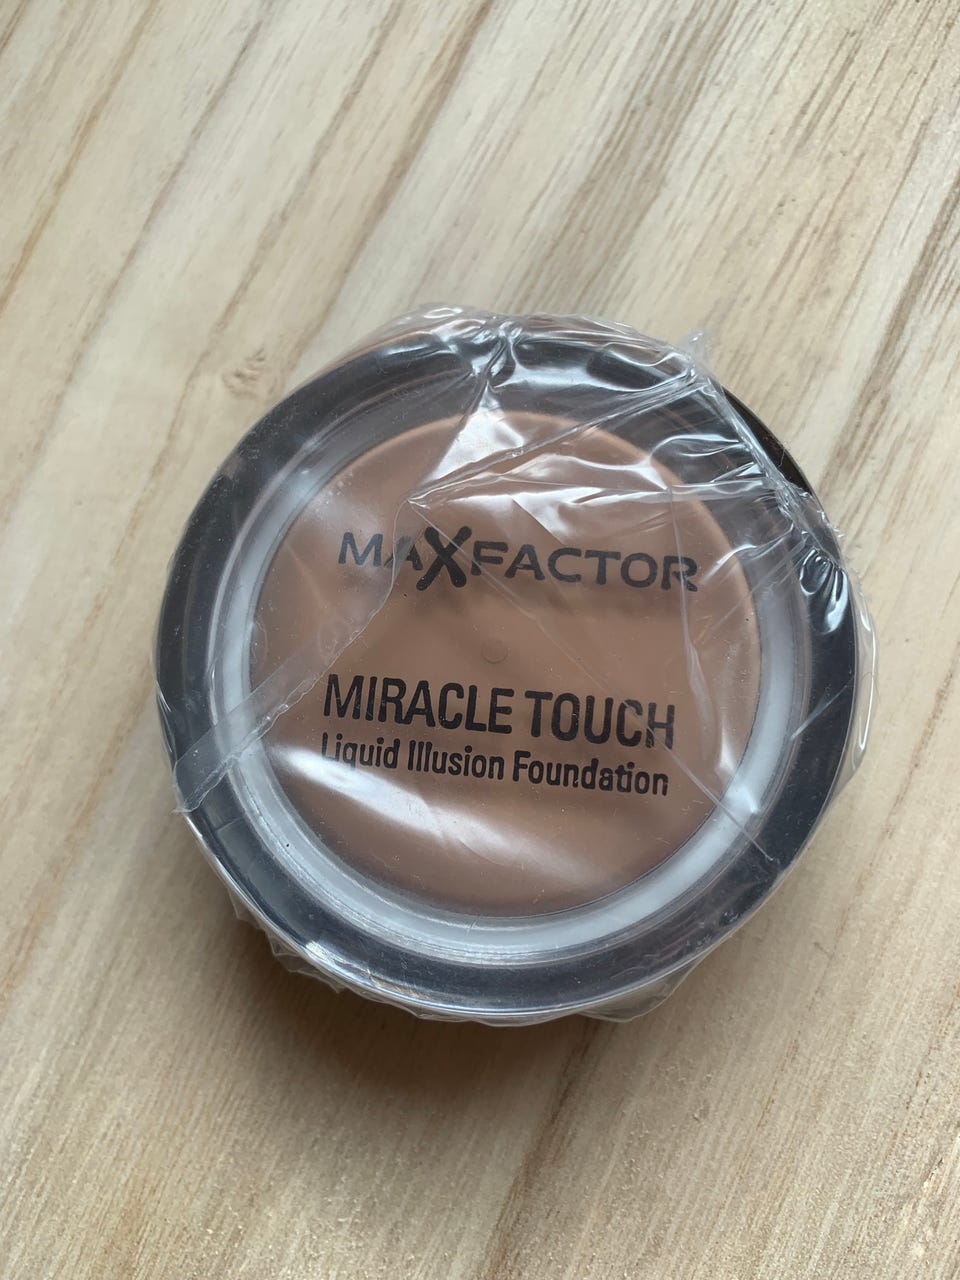 MAXFACTOR
MIRACLE TOUCH
Liquid Illusion Foundation